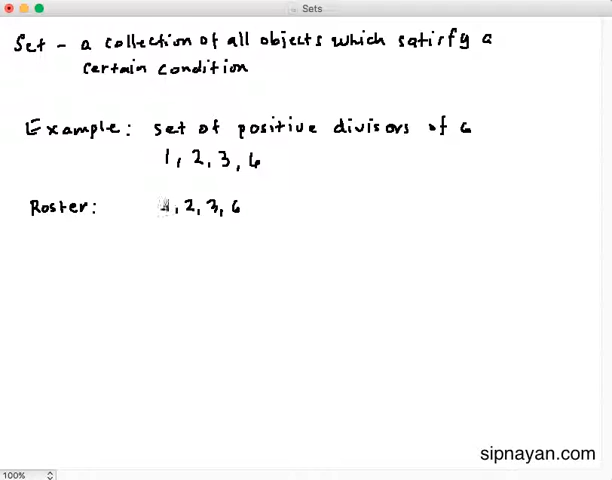 Sets
Set - a collection of all objects which satisfy a
certain condition
Example: set of positive divisors of 6
1, 2, 3, 6
Roster: 1, 2, 3, 6
sipnayan.com
100%